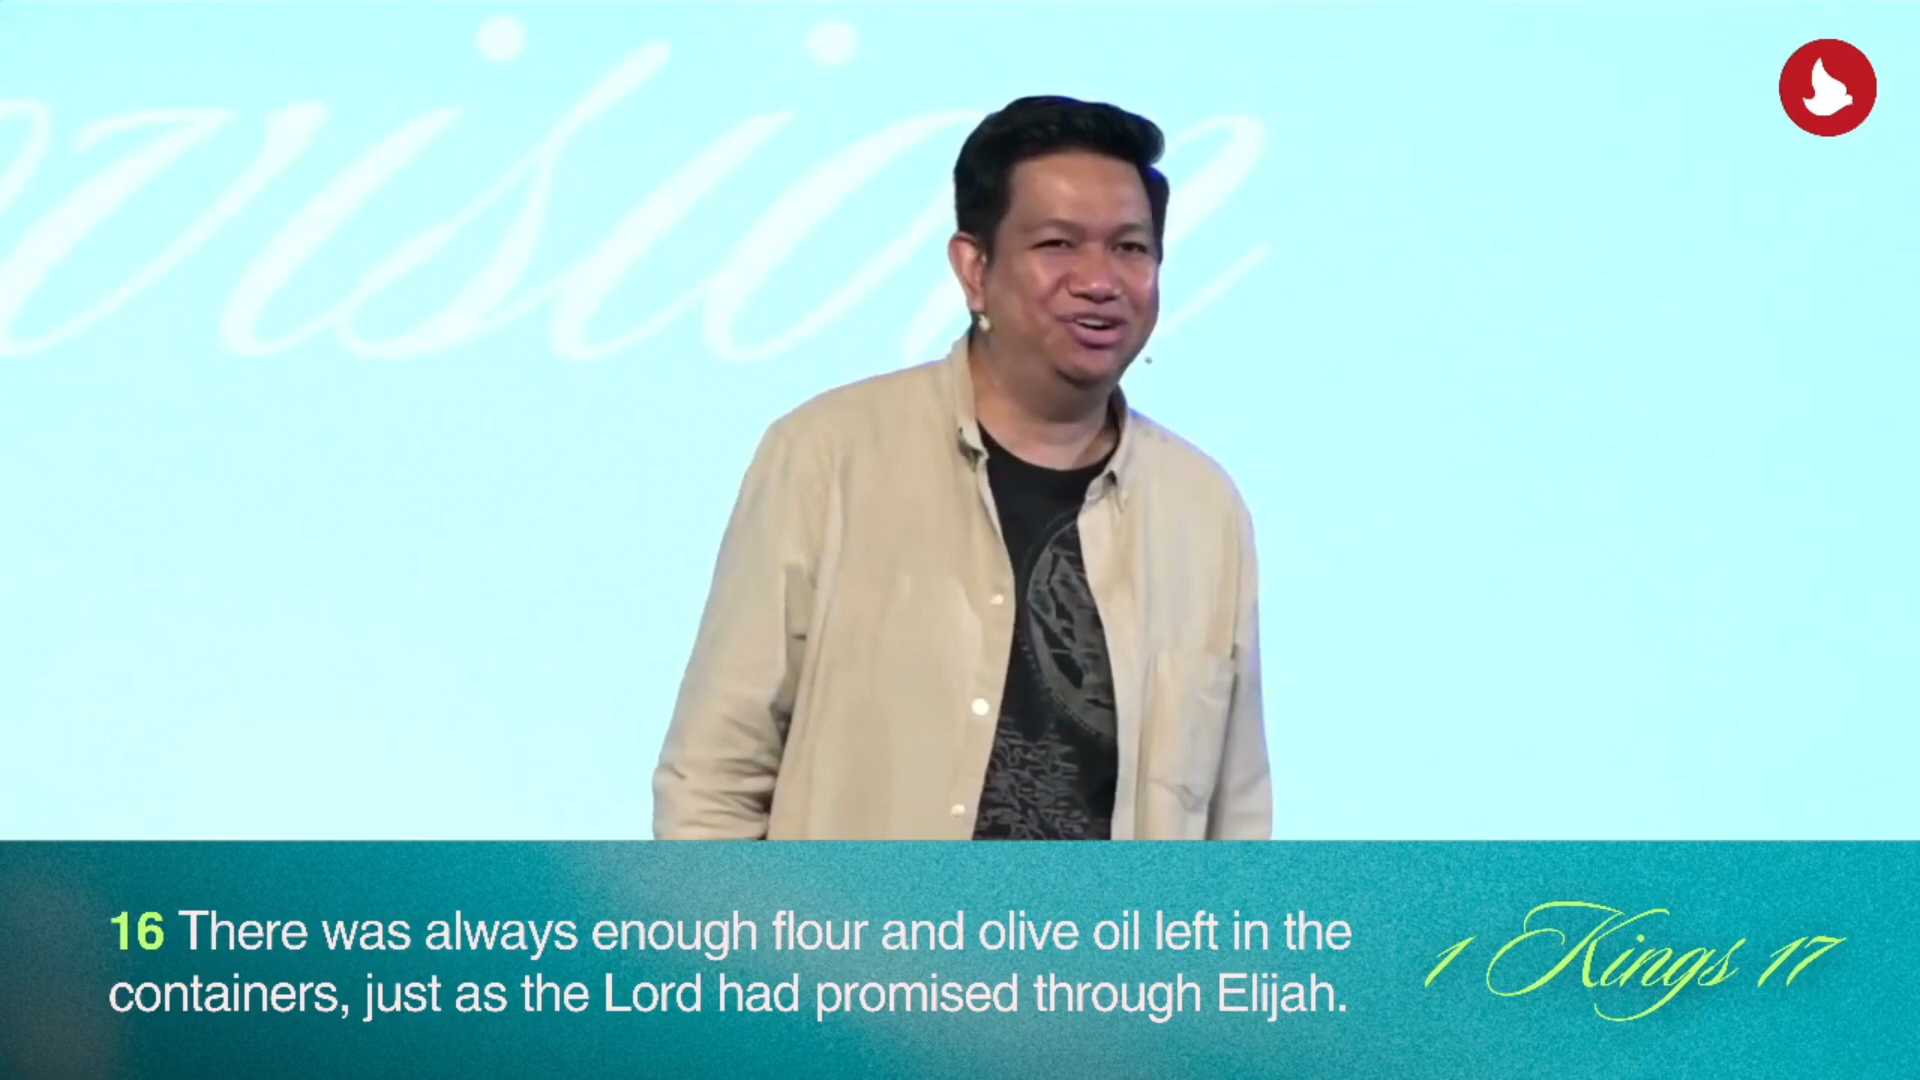 ovision
16 There was always enough flour and olive oil left in the
containers, just as the Lord had promised through Elijah.
1 Kings 17